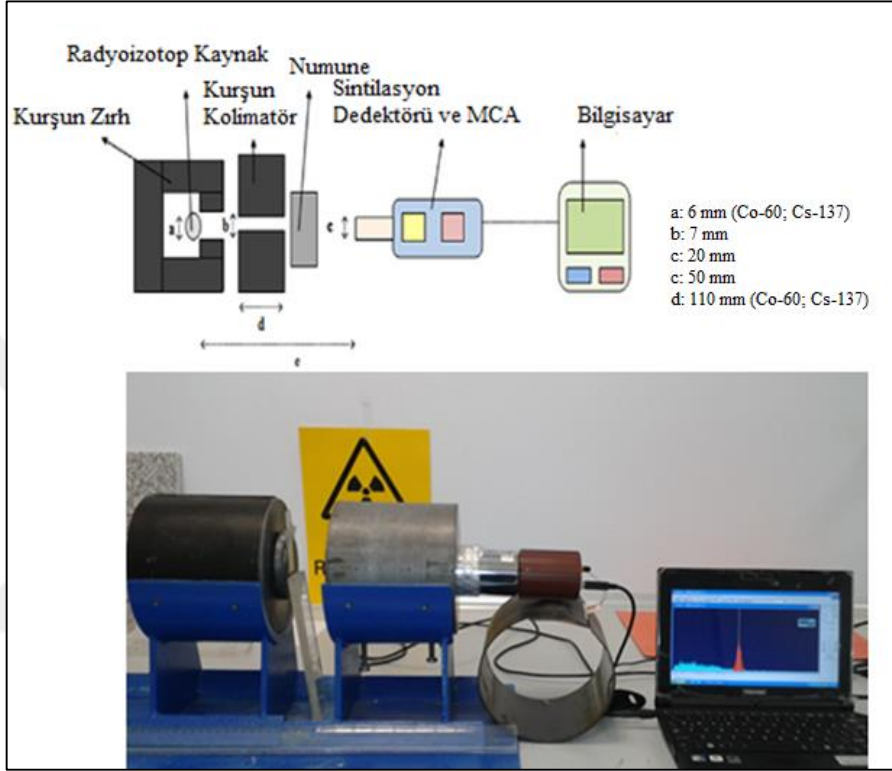 Radyoizotop Kaynak
Numune
Kurşun Zırh
Kurşun
Kolimatör
Sintilasyon
Dedektörü ve MCA
Bilgisayar
a
b
c
d
e
a: 6 mm (Co-60; Cs-137)
b: 7 mm
c: 20 mm
c: 50 mm
d: 110 mm (Co-60; Cs-137)
R